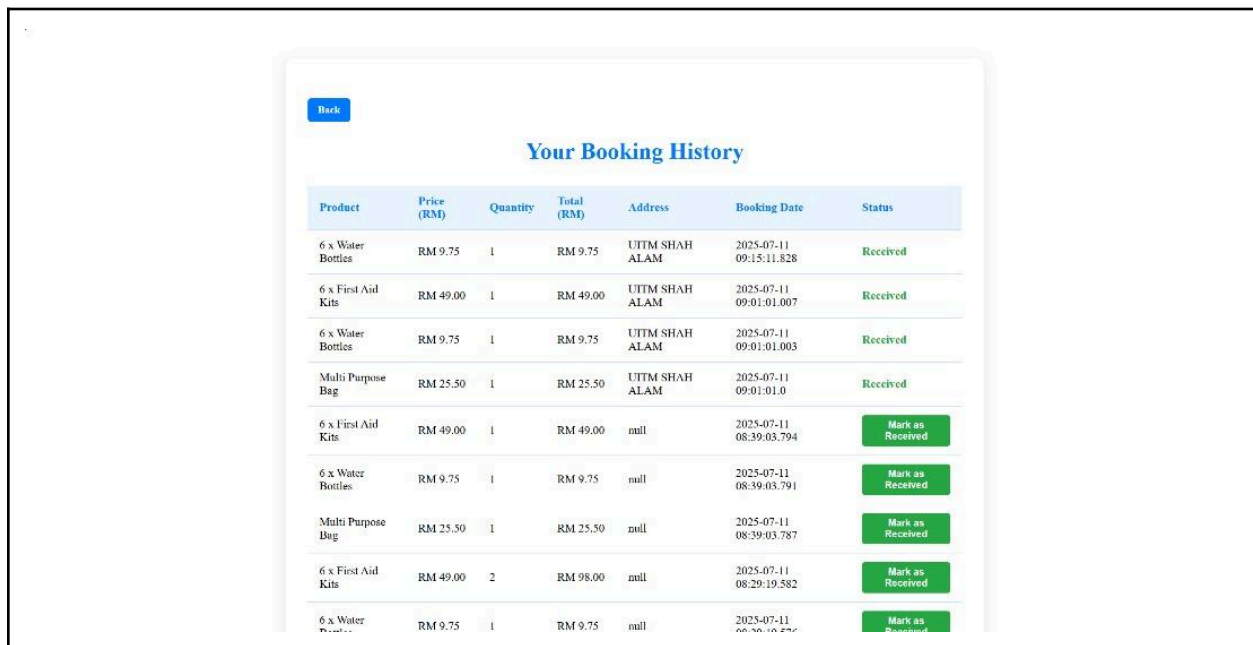 Back
Your Booking History
Product Price (RM) Quantity Total (RM) Address Booking Date Status
6 x Water Bottles RM 9.75 1 RM 9.75 UITM SHAH ALAM 2025-07-11 09:15:11.828 Received
6 x First Aid Kits RM 49.00 1 RM 49.00 UITM SHAH ALAM 2025-07-11 09:01:01.007 Received
6 x Water Bottles RM 9.75 1 RM 9.75 UITM SHAH ALAM 2025-07-11 09:01:01.003 Received
Multi Purpose Bag RM 25.50 1 RM 25.50 UITM SHAH ALAM 2025-07-11 09:01:01.0 Received
6 x First Aid Kits RM 49.00 1 RM 49.00 null 2025-07-11 08:39:03.794 Mark as Received
6 x Water Bottles RM 9.75 1 RM 9.75 null 2025-07-11 08:39:03.791 Mark as Received
Multi Purpose Bag RM 25.50 1 RM 25.50 null 2025-07-11 08:39:03.787 Mark as Received
6 x First Aid Kits RM 49.00 2 RM 98.00 null 2025-07-11 08:29:19.582 Mark as Received
6 x Water RM 9.75 1 RM 9.75 null 2025-07-11 Mark as